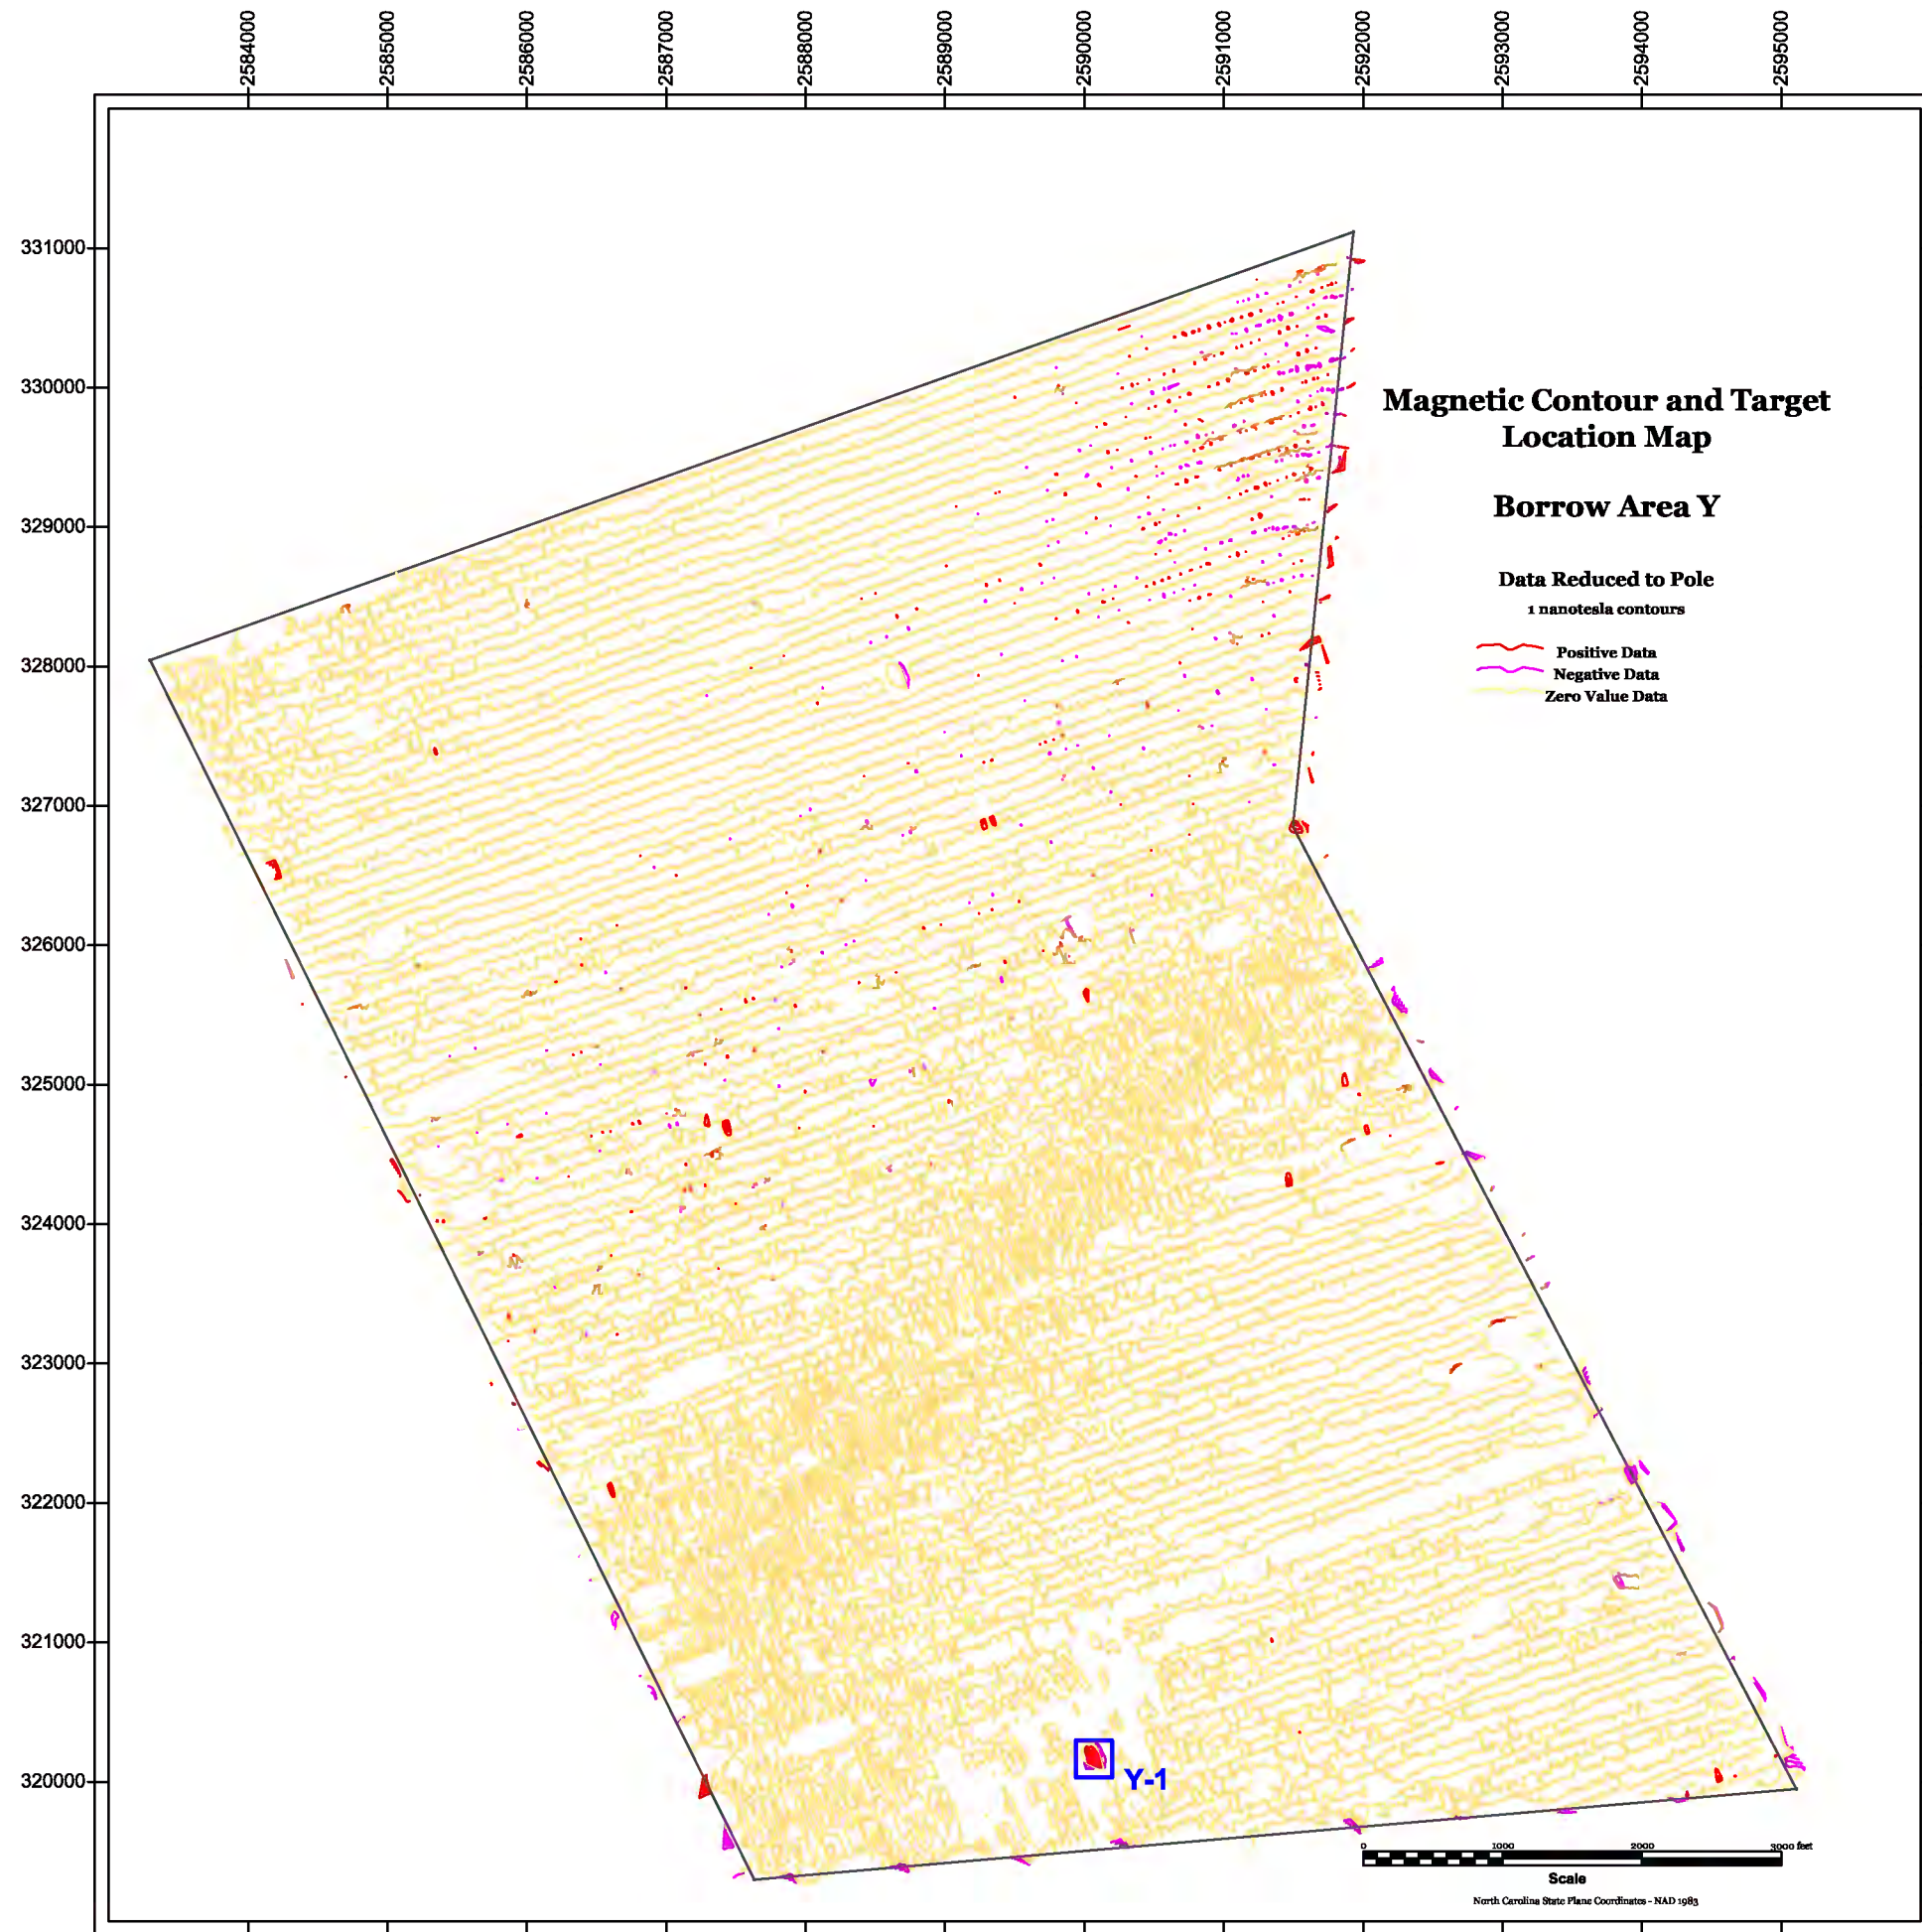 2584000
2585000
2586000
2587000
2588000
2589000
2590000
2591000
2592000
2593000
2594000
2595000
331000
330000
329000
328000
327000
326000
325000
324000
323000
322000
321000
320000
Magnetic Contour and Target
Location Map
Borrow Area Y
Data Reduced to Pole
1 nanotesla contours
Positive Data
Negative Data
Zero Value Data
Y-1
0 1000 2000 3000 feet
Scale
North Carolina State Plane Coordinates - NAD 1983